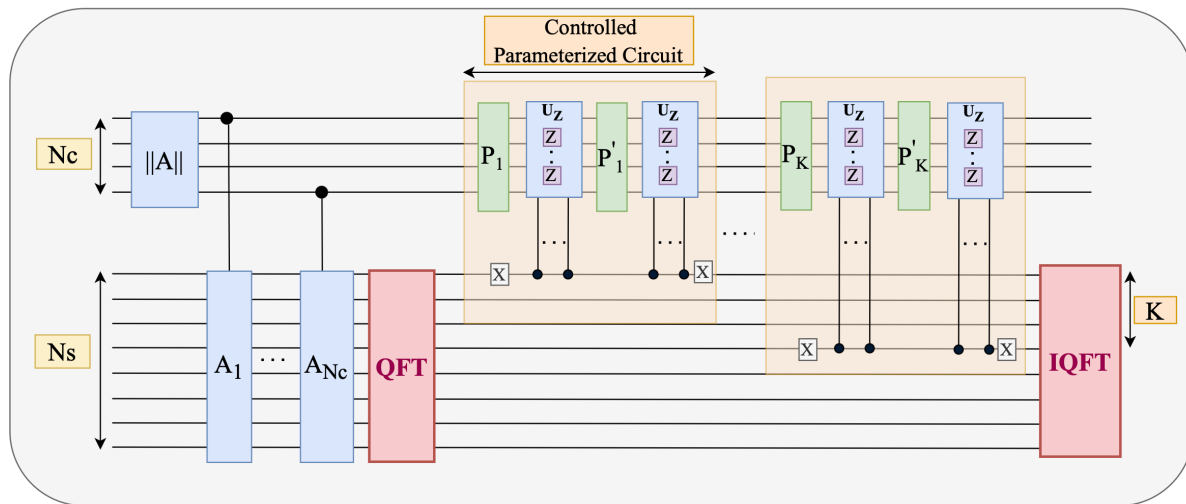 Controlled
Parameterized Circuit
Nc
||A||
P1
UZ
Z
Z
P'1
UZ
Z
Z
PK
UZ
Z
Z
P'K
UZ
Z
Z
X
X
Ns
A1
ANc
QFT
X
X
IQFT
K